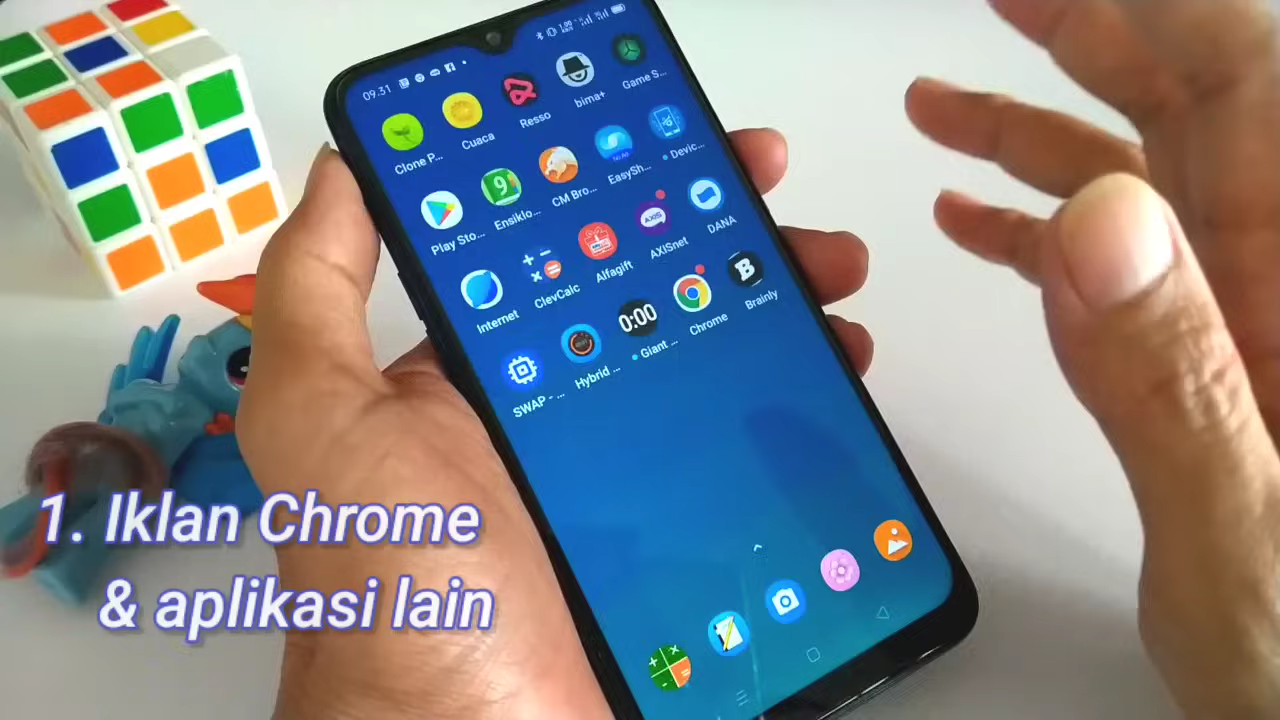 09.31
Clone P...
Cuaca
Resso
bima+
Game S...
Play Sto...
Ensiklo...
CM Bro...
EasySh...
Devic...
Internet
ClevCalc
Alfagift
AXIS
AXISnet
DANA
SWAP - ...
Hybrid ...
0:00
Giant ...
Chrome
Brainly
1. Iklan Chrome
& aplikasi lain